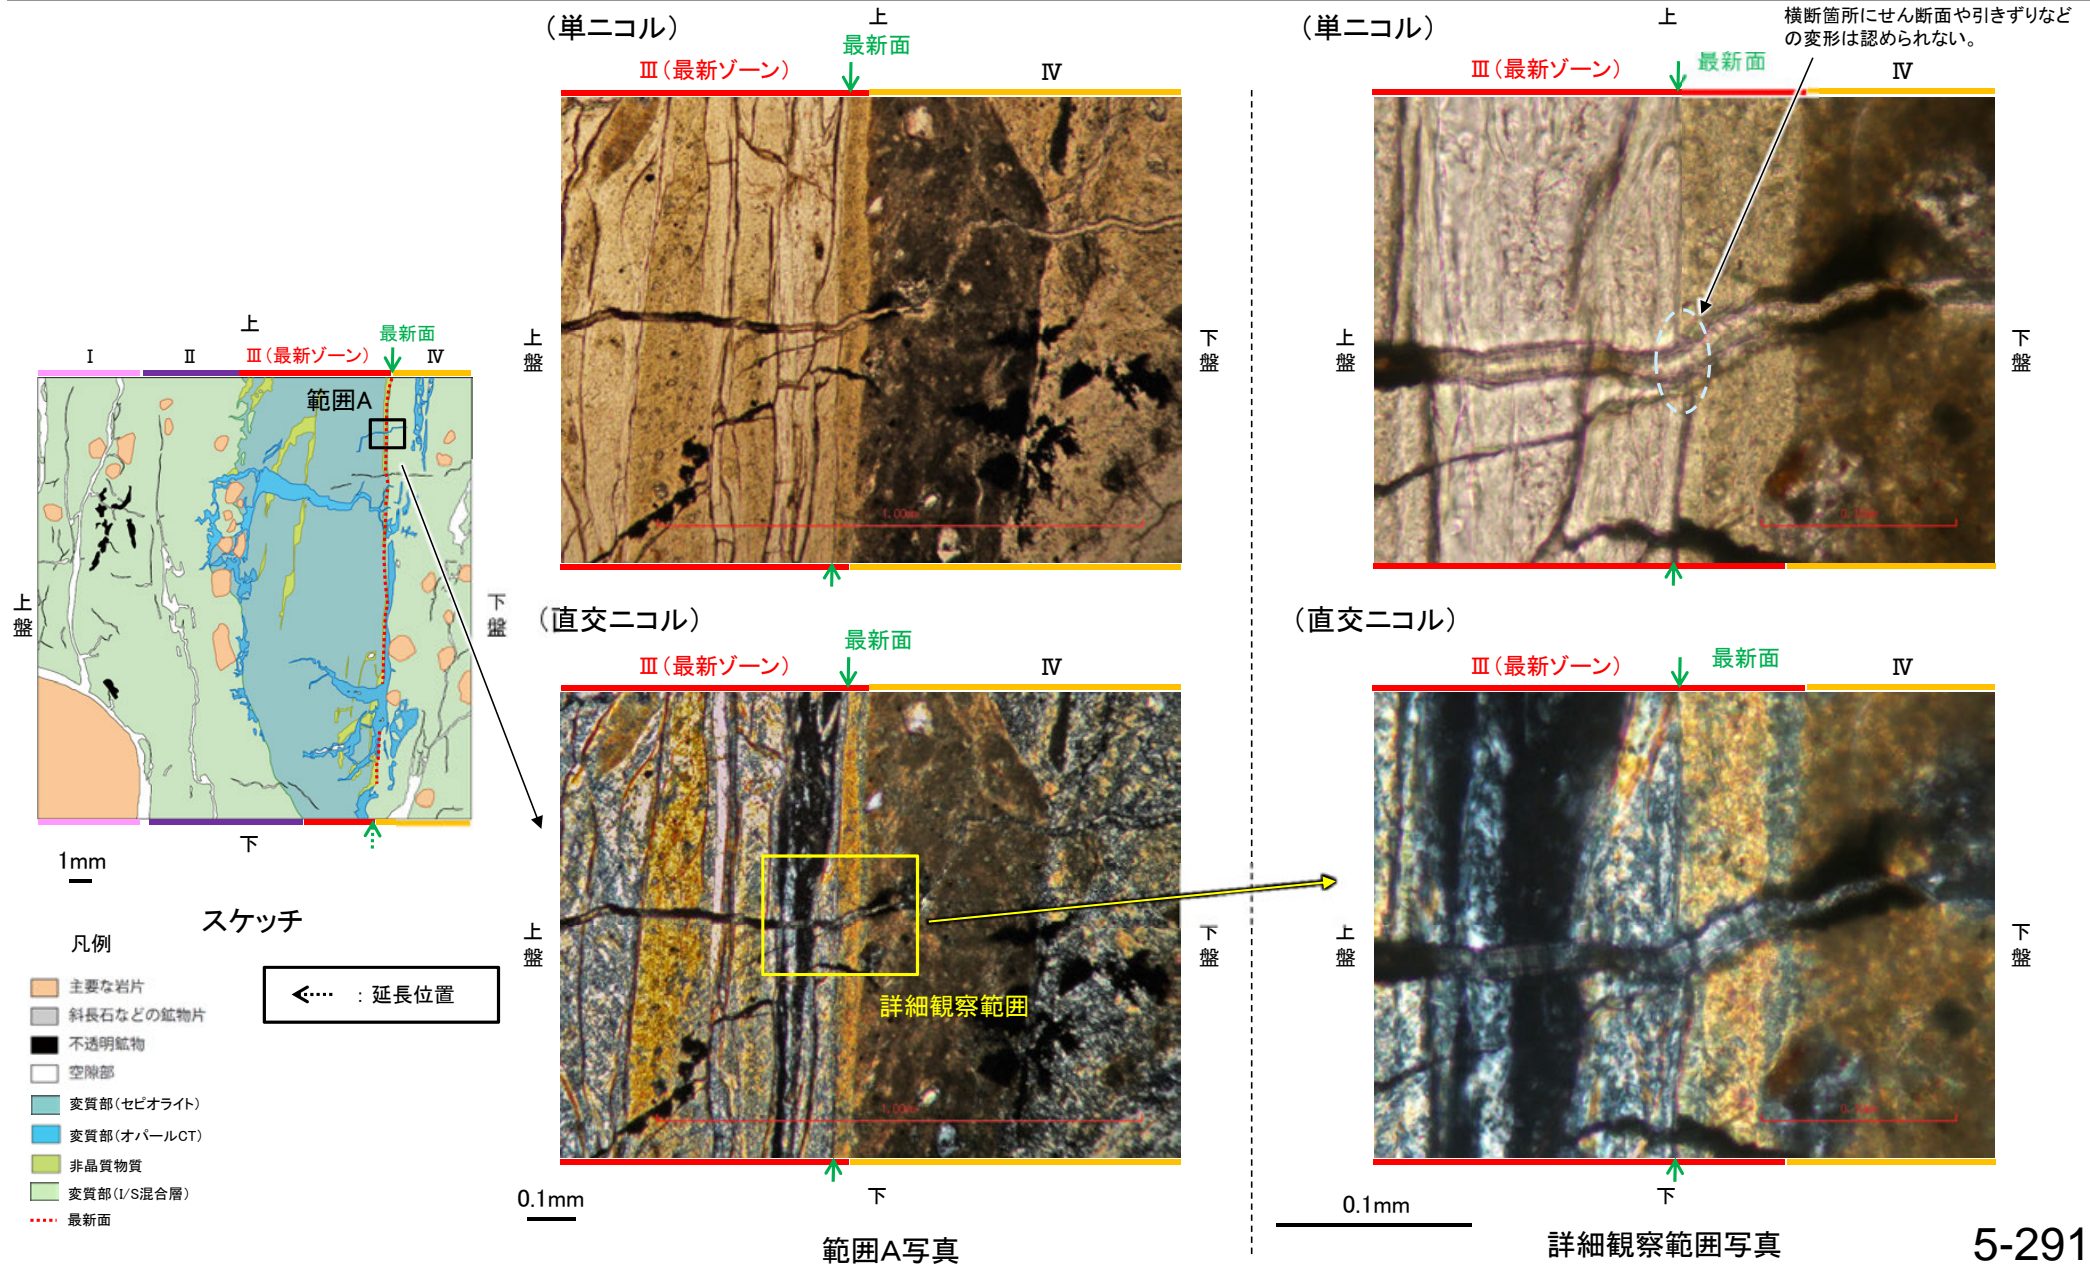 上
最新面
Ⅰ
Ⅱ
Ⅲ(最新ゾーン)
Ⅳ
範囲A
上盤
下盤
下
1mm
スケッチ
凡例
主要な岩片
斜長石などの鉱物片
不透明鉱物
空隙部
変質部(セピオライト)
変質部(オパールCT)
非晶質物質
変質部(I/S混合層)
最新面
:延長位置
(単ニコル)
上
最新面
Ⅲ(最新ゾーン)
Ⅳ
上盤
下盤
1.00mm
(直交ニコル)
最新面
Ⅲ(最新ゾーン)
Ⅳ
上盤
下盤
詳細観察範囲
1.00mm
0.1mm
下
範囲A写真
(単ニコル)
上
横断箇所にせん断面や引きずりなど
の変形は認められない。
最新面
Ⅲ(最新ゾーン)
Ⅳ
上盤
下盤
0.1mm
(直交ニコル)
最新面
Ⅲ(最新ゾーン)
Ⅳ
上盤
下盤
0.1mm
0.1mm
下
詳細観察範囲写真
5-291